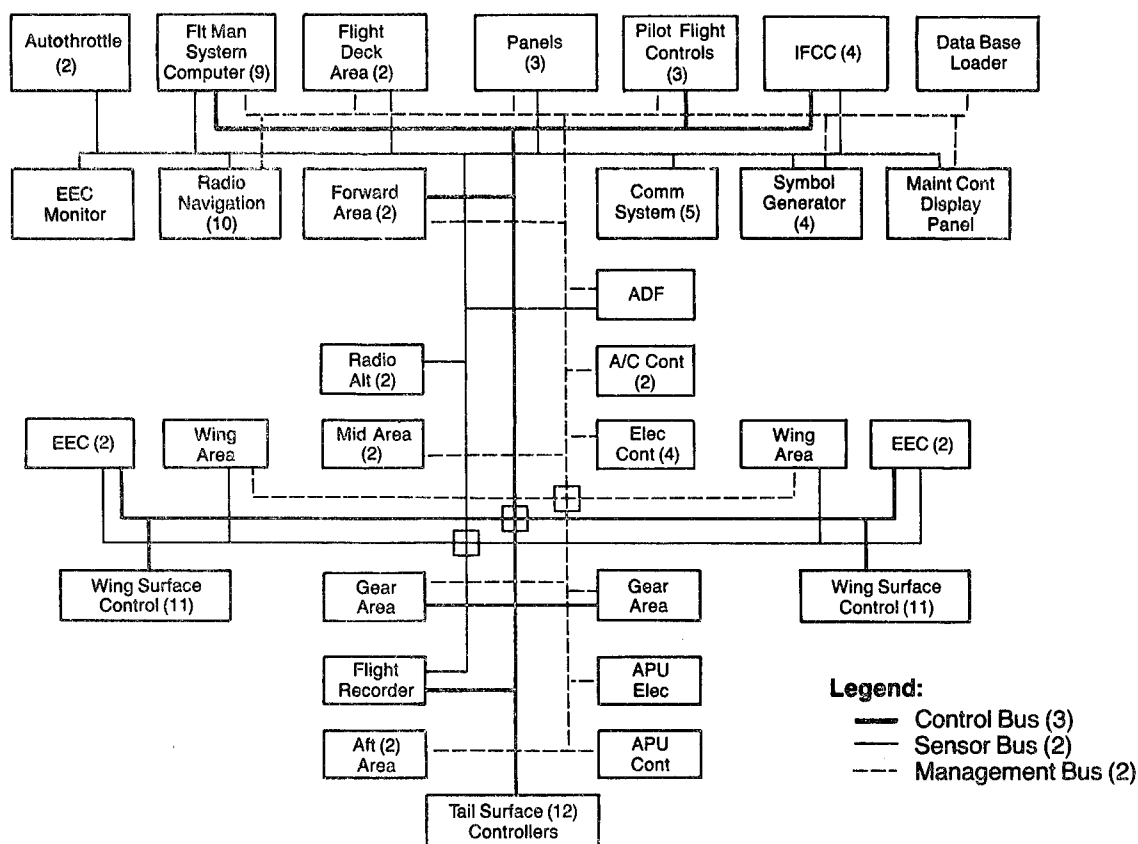 Autothrottle
(2)
Flt Man
System
Computer (9)
Flight
Deck
Area (2)
Panels
(3)
Pilot Flight
Controls
(3)
IFCC (4)
Data Base
Loader
EEC
Monitor
Radio
Navigation
(10)
Forward
Area (2)
Comm
System (5)
Symbol
Generator
(4)
Maint Cont
Display
Panel
ADF
Radio
Alt (2)
A/C Cont
(2)
EEC (2)
Wing
Area
Mid Area
(2)
Elec
Cont (4)
Wing
Area
EEC (2)
Wing Surface
Control (11)
Gear
Area
Gear
Area
Wing Surface
Control (11)
Flight
Recorder
APU
Elec
Aft (2)
Area
APU
Cont
Tail Surface (12)
Controllers
Legend:
Control Bus (3)
Sensor Bus (2)
Management Bus (2)